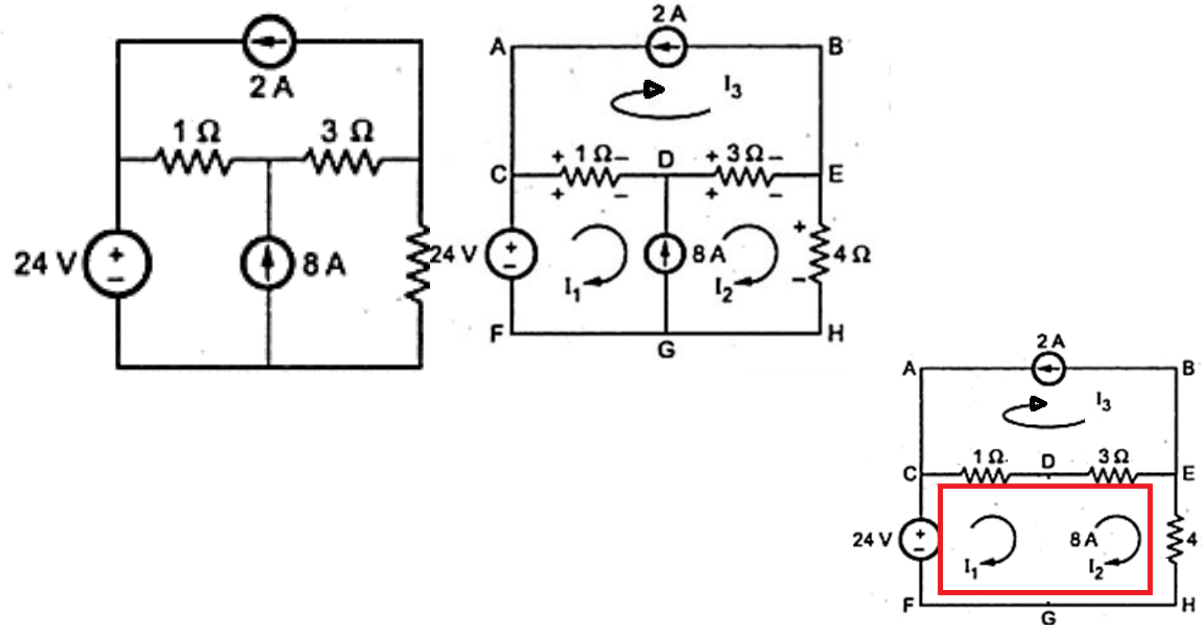 2 A
1 Ω 3 Ω
24 V + − 8 A
2 A
A B
I3
C + 1 Ω − D + 3 Ω − E
+ − + −
24 V + − I1 8 A I2 + − 4 Ω
F G H
2 A
A B
I3
C 1 Ω D 3 Ω E
24 V + − I1 8 A I2 4
F G H